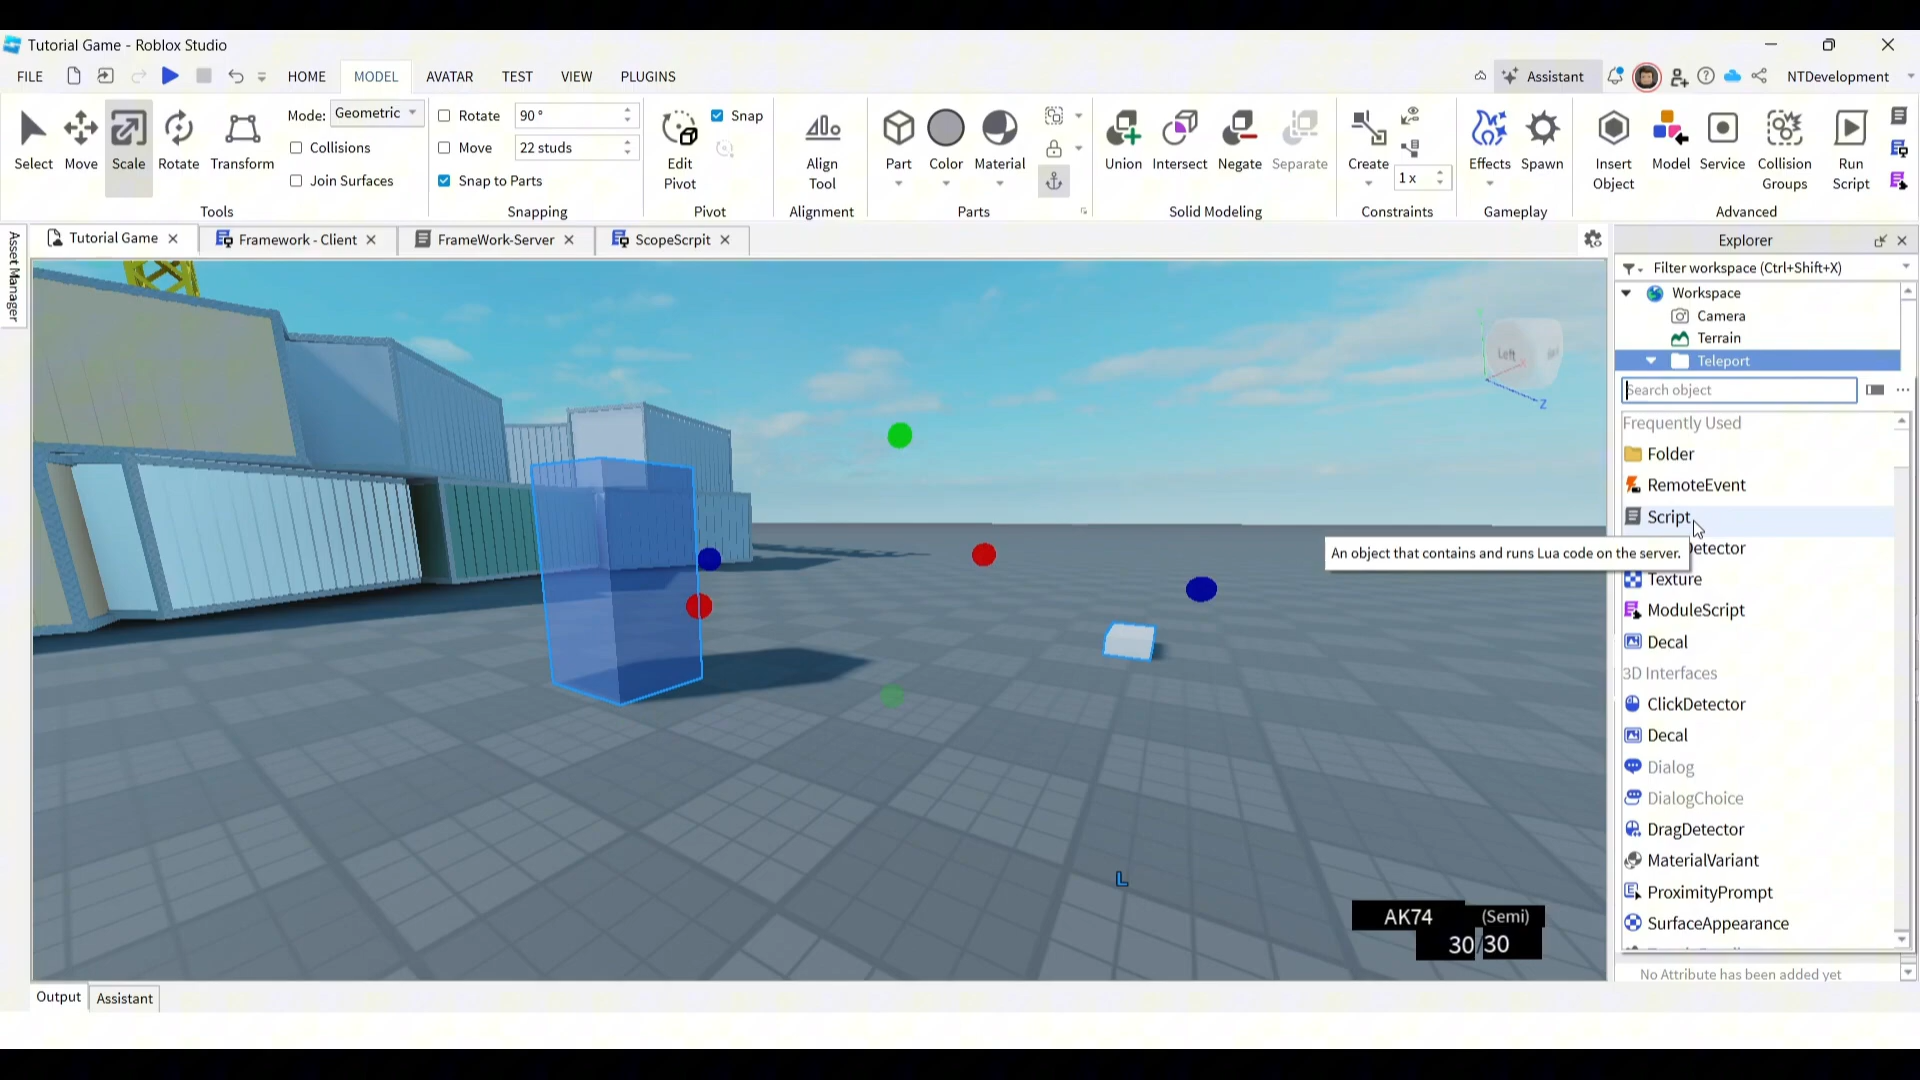 Tutorial Game - Roblox Studio
FILE HOME MODEL AVATAR TEST VIEW PLUGINS Assistant NTDevelopment
Select Move Scale Rotate Transform
Mode: Geometric
Collisions
Join Surfaces
Tools
Rotate 90 °
Move 22 studs
Snap to Parts
Snapping
Edit Pivot
Snap
Pivot
Align Tool
Alignment
Part Color Material
Parts
Union Intersect Negate Separate
Solid Modeling
Create 1 x
Constraints
Effects Spawn
Gameplay
Insert Object Model Service Collision Groups Run Script
Advanced
Asset Manager
Tutorial Game Framework - Client FrameWork-Server ScopeScrpit
Explorer
Filter workspace (Ctrl+Shift+X)
Workspace
Camera
Terrain
Teleport
Search object
Frequently Used
Folder
RemoteEvent
Script
Detector
An object that contains and runs Lua code on the server.
Texture
ModuleScript
Decal
3D Interfaces
ClickDetector
Decal
Dialog
DialogChoice
DragDetector
MaterialVariant
ProximityPrompt
SurfaceAppearance
No Attribute has been added yet
Left
Z
L
AK74 (Semi)
30/30
Output Assistant